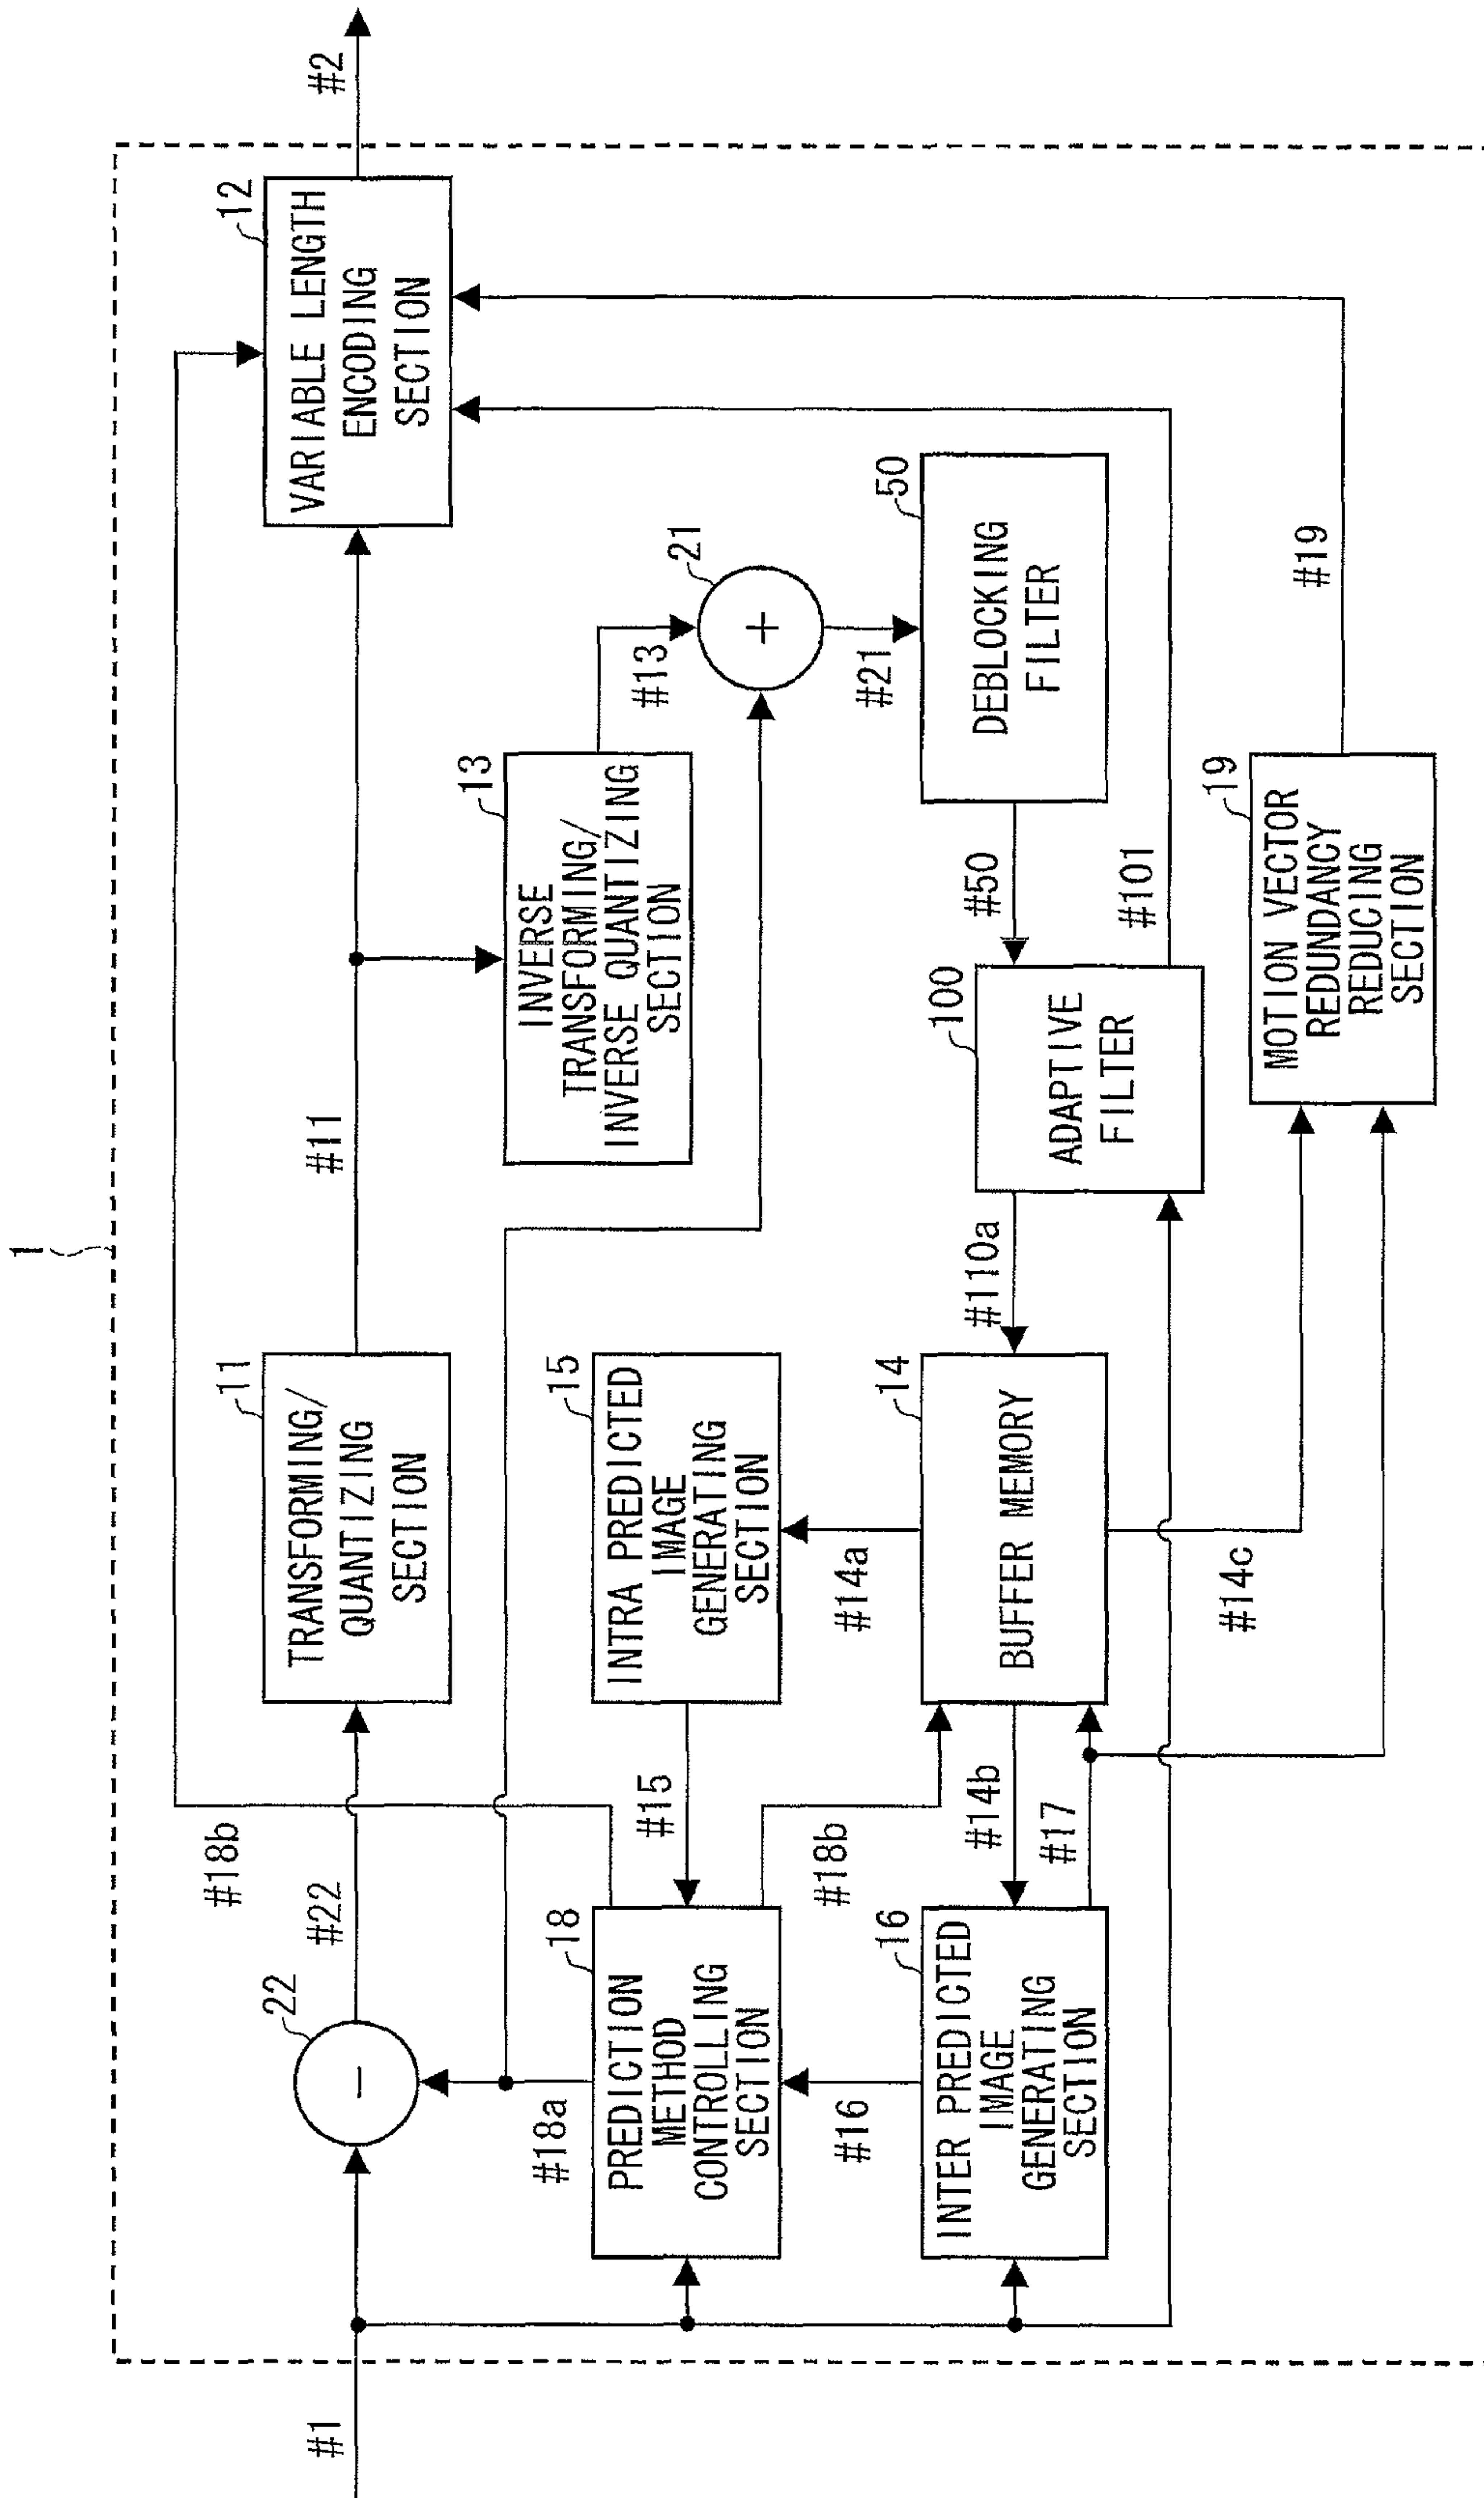 1
#1
22
#22
#18b
11
TRANSFORMING/
QUANTIZING
SECTION
#11
12
VARIABLE LENGTH
ENCODING
SECTION
#2
#18a
18
PREDICTION
METHOD
CONTROLLING
SECTION
#15
15
INTRA PREDICTED
IMAGE
GENERATING
SECTION
13
INVERSE
TRANSFORMING/
INVERSE QUANTIZING
SECTION
#13
21
+
#21
#16
#18b
#14a
16
INTER PREDICTED
IMAGE
GENERATING
SECTION
#14b
#17
14
BUFFER MEMORY
#110a
100
ADAPTIVE
FILTER
#50
50
DEBLOCKING
FILTER
#101
#14c
19
MOTION VECTOR
REDUNDANCY
REDUCING
SECTION
#19